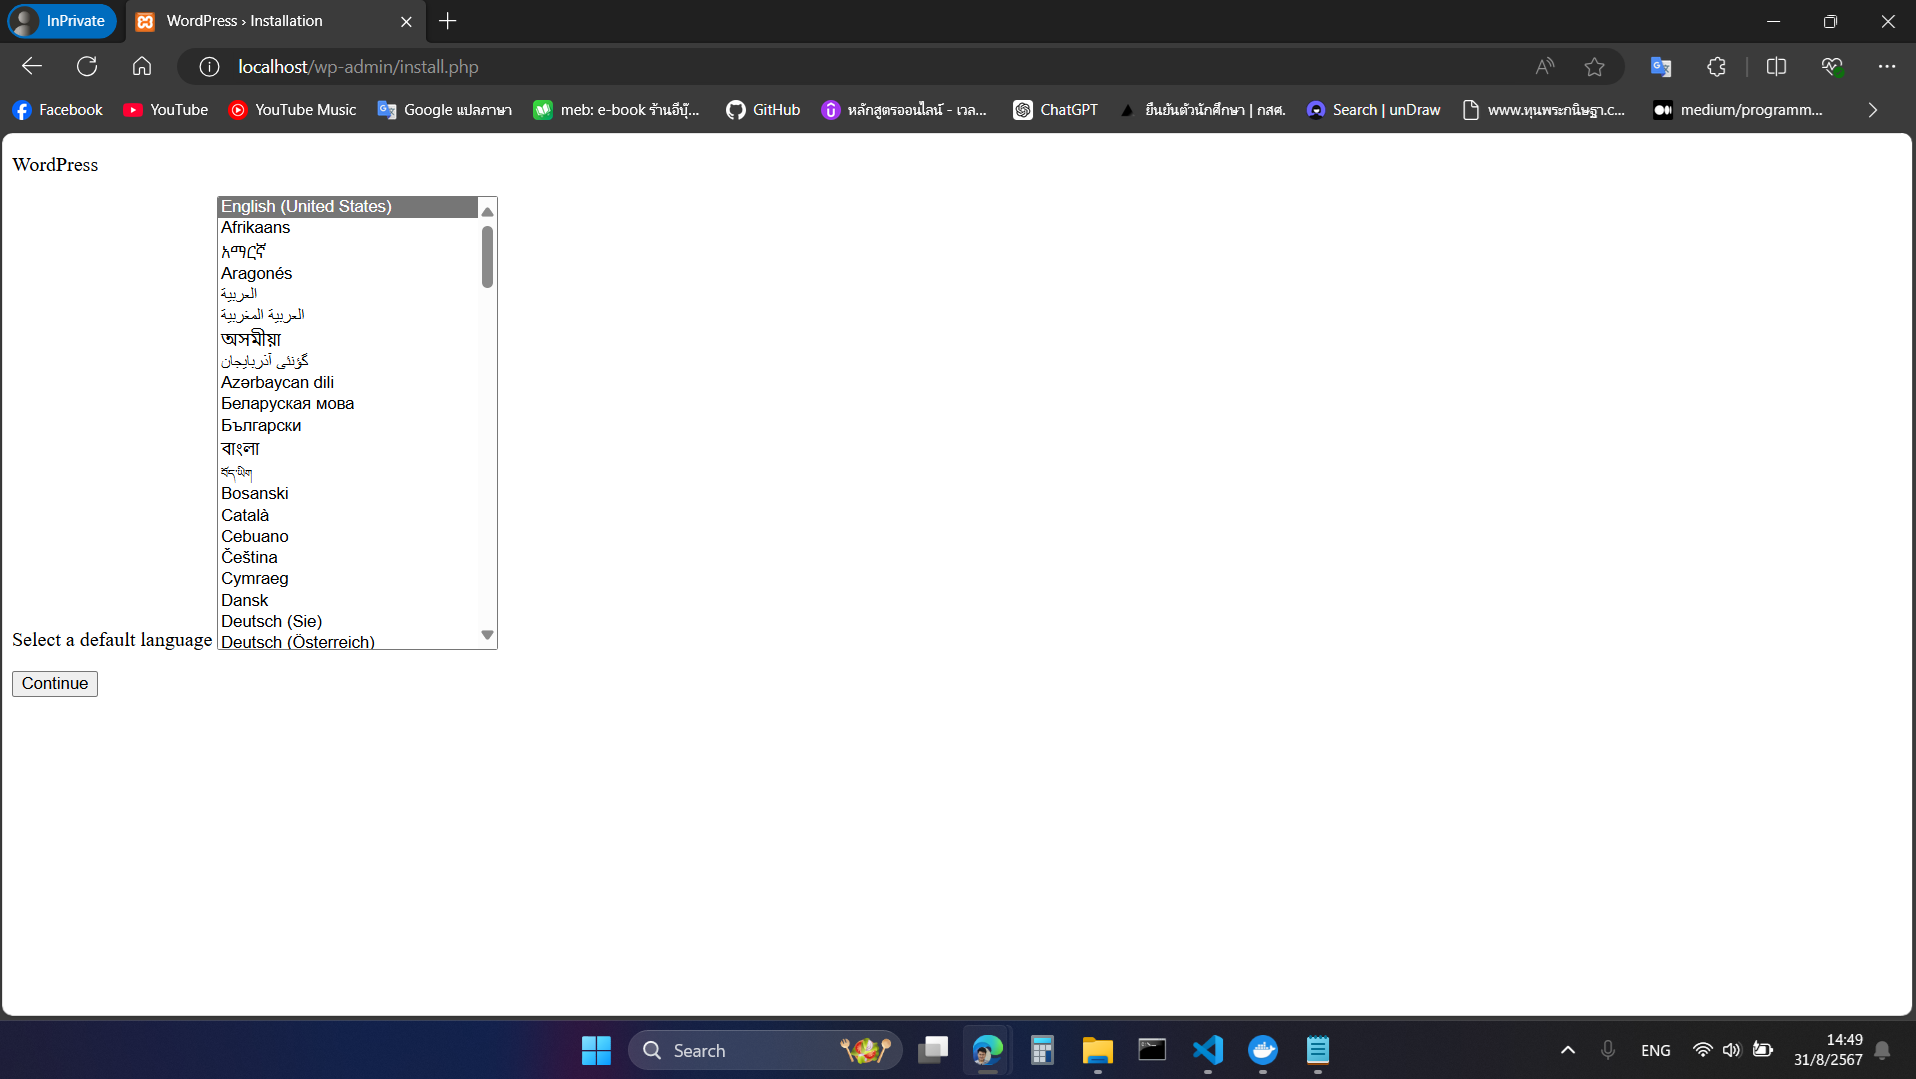 InPrivate
WordPress › Installation
localhost/wp-admin/install.php
Facebook
YouTube
YouTube Music
Google แปลภาษา
meb: e-book ร้านอีบุ๊...
GitHub
หลักสูตรออนไลน์ - เวล...
ChatGPT
ยืนยันตัวนักศึกษา | กสศ.
Search | unDraw
www.ทุนพระกนิษฐา.c...
medium/programm...
WordPress
English (United States)
Afrikaans
አማርኛ
Aragonés
العربية
العربية المغربية
অসমীয়া
گؤنئی آذربایجان
Azərbaycan dili
Беларуская мова
Български
বাংলা
བོད་ཡིག
Bosanski
Català
Cebuano
Čeština
Cymraeg
Dansk
Deutsch (Sie)
Deutsch (Österreich)
Select a default language
Continue
Search
ENG
14:49
31/8/2567